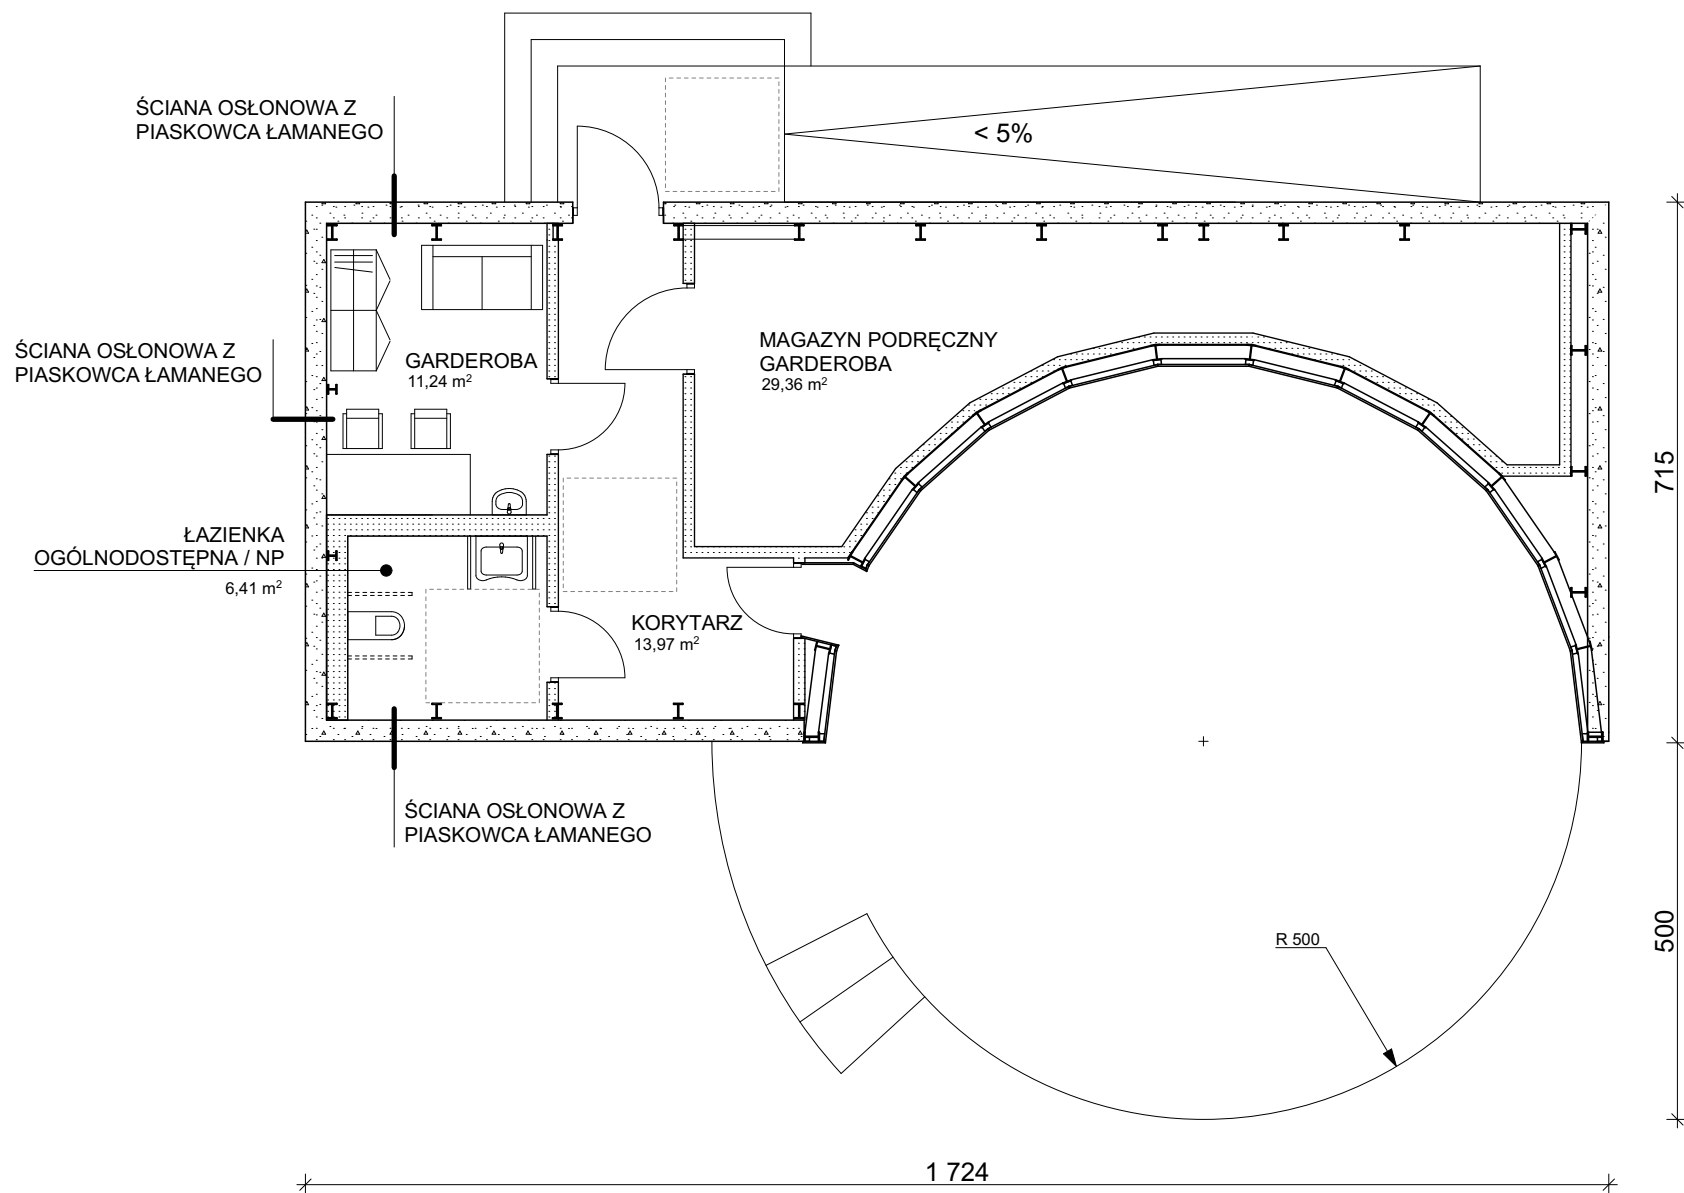 ŚCIANA OSŁONOWA Z
PIASKOWCA ŁAMANEGO
< 5%
ŚCIANA OSŁONOWA Z
PIASKOWCA ŁAMANEGO
GARDEROBA
11,24 m²
MAGAZYN PODRĘCZNY
GARDEROBA
29,36 m²
715
ŁAZIENKA
OGÓLNODOSTĘPNA / NP
6,41 m²
KORYTARZ
13,97 m²
ŚCIANA OSŁONOWA Z
PIASKOWCA ŁAMANEGO
R 500
500
1 724